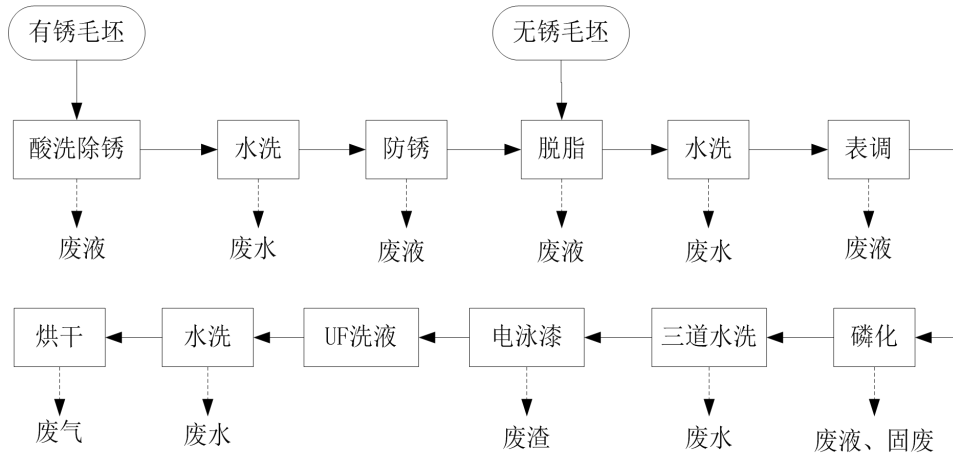 有锈毛坯
无锈毛坯
酸洗除锈
水洗
防锈
脱脂
水洗
表调
废液
废水
废液
废液
废水
废液
烘干
水洗
UF洗液
电泳漆
三道水洗
磷化
废气
废水
废渣
废水
废液、固废